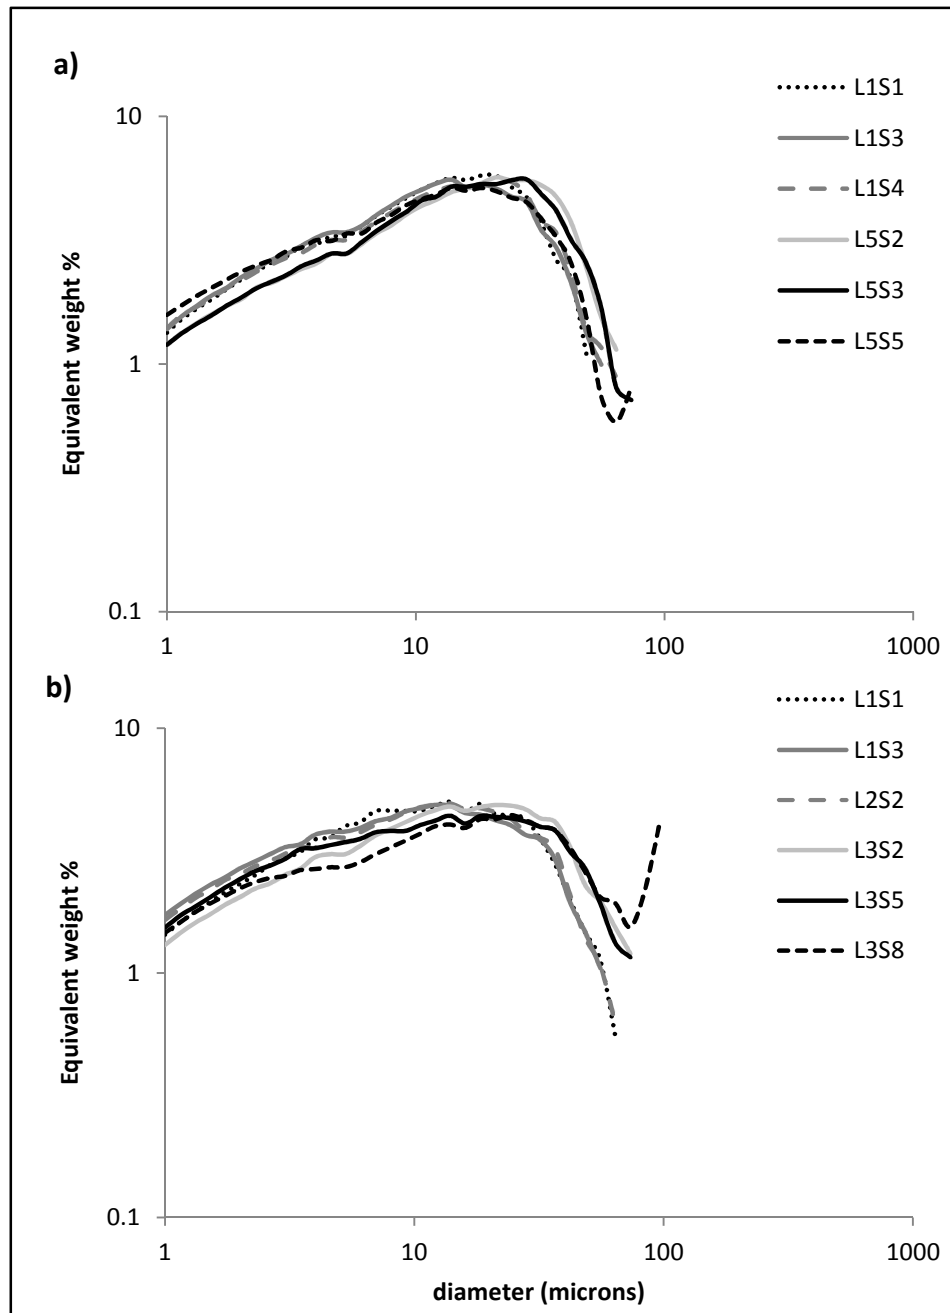 a)
L1S1
L1S3
L1S4
L5S2
L5S3
L5S5
Equivalent weight %
10
1
0.1
1 10 100 1000
b)
L1S1
L1S3
L2S2
L3S2
L3S5
L3S8
Equivalent weight %
10
1
0.1
1 10 100 1000
diameter (microns)